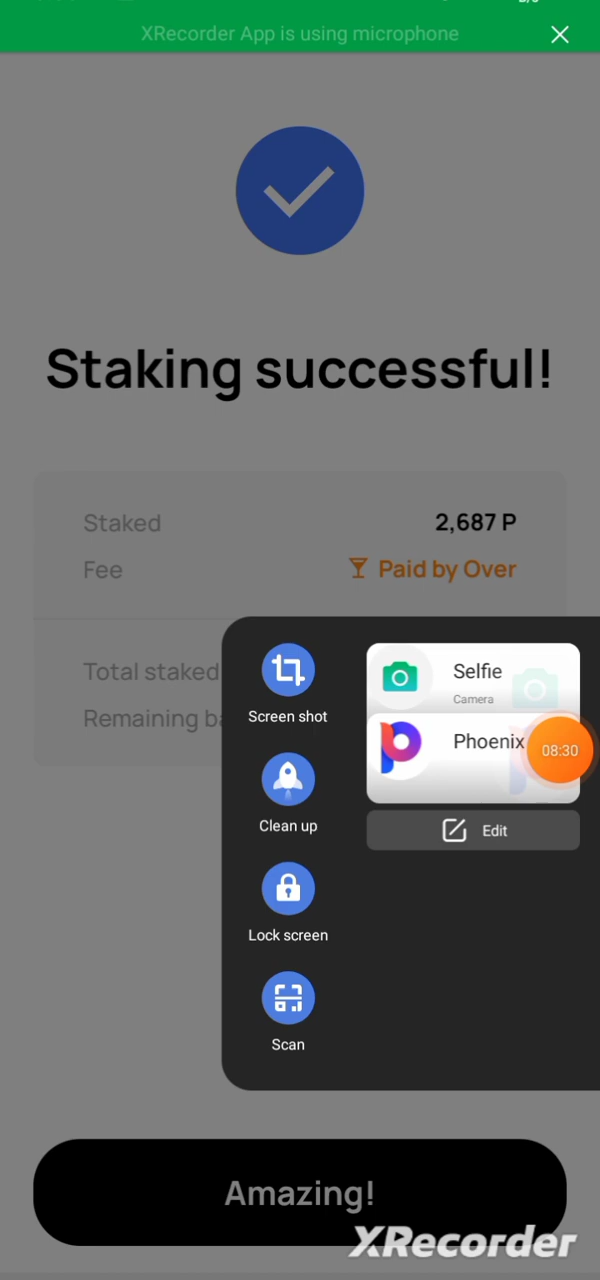 XRecorder App is using microphone
Staking successful!
Staked 2,687 P
Fee Paid by Over
Total staked
Remaining
Screen shot
Clean up
Lock screen
Scan
Selfie
Camera
Phoenix
08:30
Edit
Amazing!
XRecorder